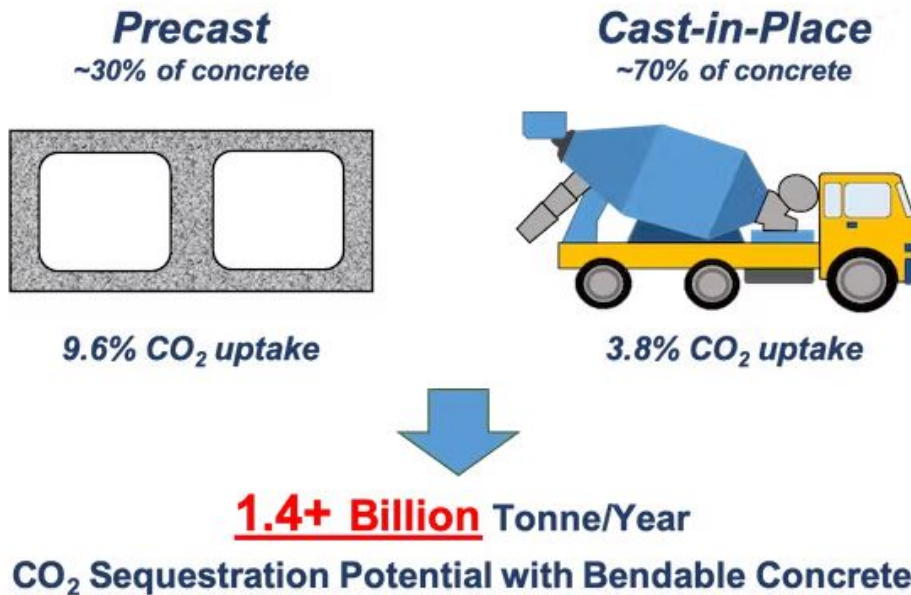 Precast
~30% of concrete
Cast-in-Place
~70% of concrete
9.6% CO₂ uptake
3.8% CO₂ uptake
1.4+ Billion Tonne/Year
CO₂ Sequestration Potential with Bendable Concrete